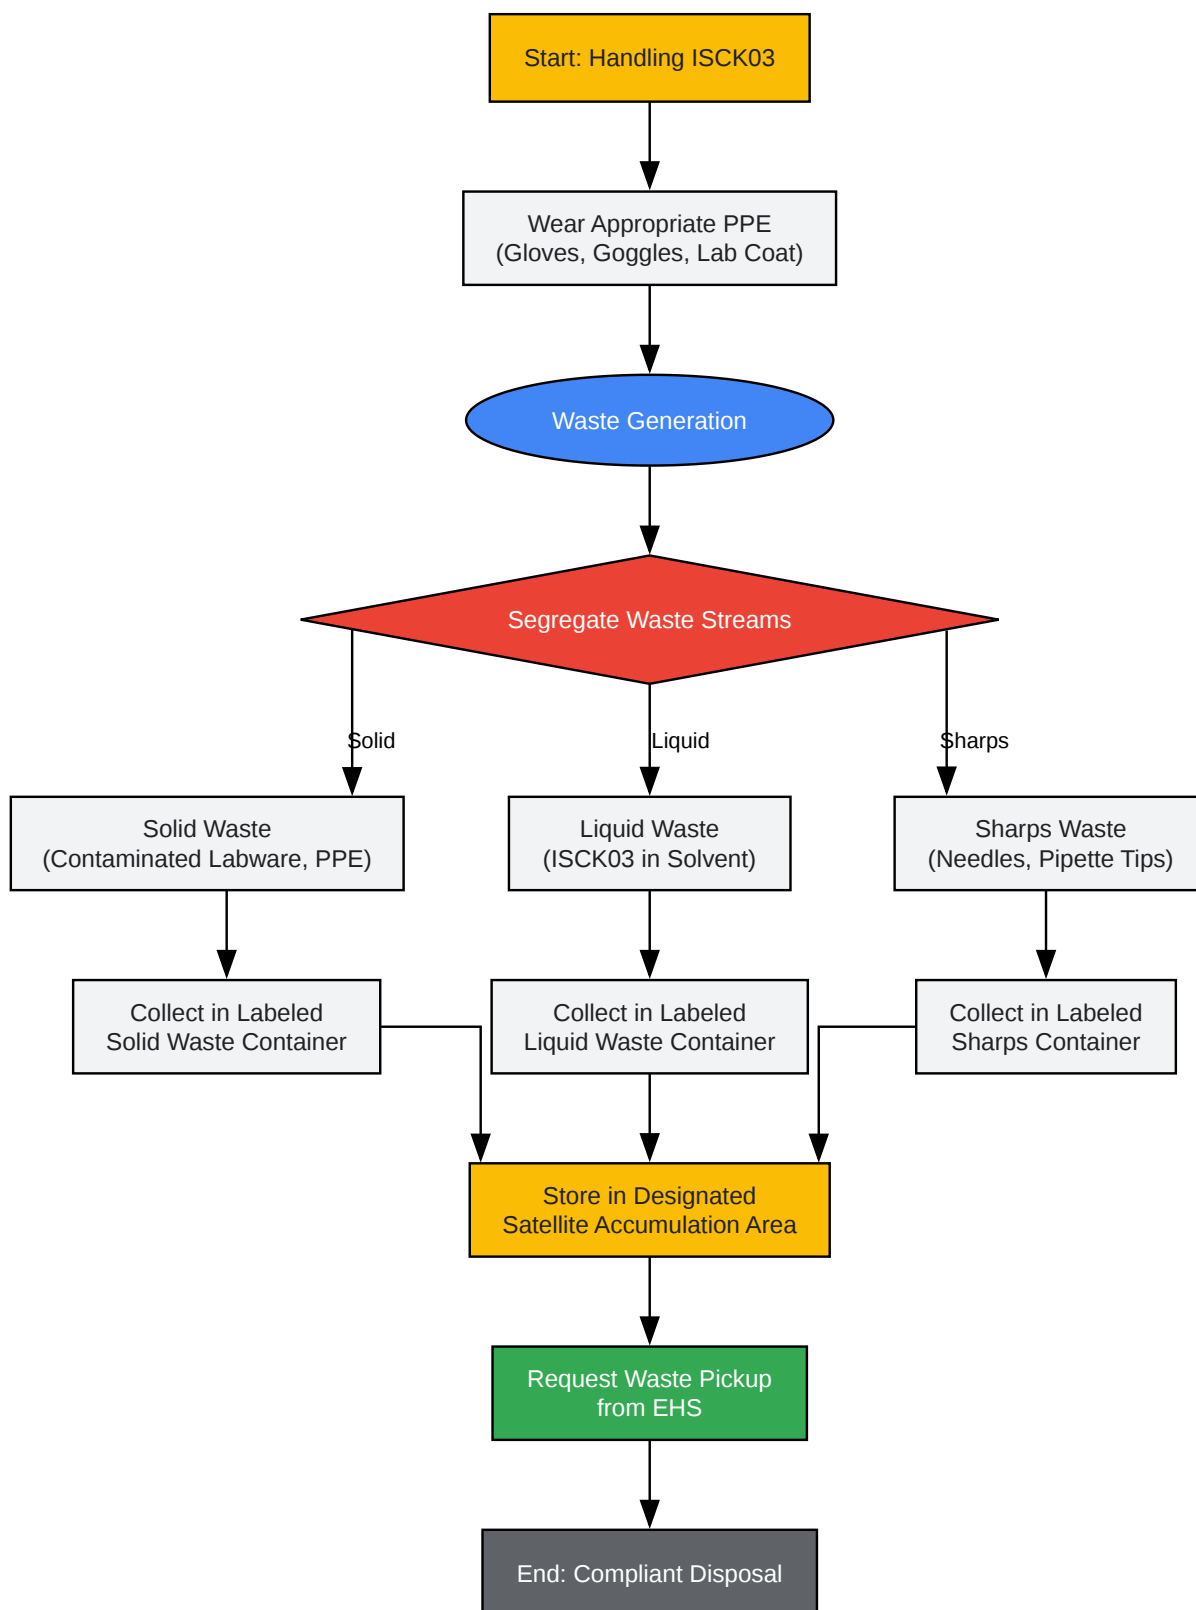 Start: Handling ISCK03
Wear Appropriate PPE
(Gloves, Goggles, Lab Coat)
Waste Generation
Segregate Waste Streams
Solid
Liquid
Sharps
Solid Waste
(Contaminated Labware, PPE)
Liquid Waste
(ISCK03 in Solvent)
Sharps Waste
(Needles, Pipette Tips)
Collect in Labeled
Solid Waste Container
Collect in Labeled
Liquid Waste Container
Collect in Labeled
Sharps Container
Store in Designated
Satellite Accumulation Area
Request Waste Pickup
from EHS
End: Compliant Disposal